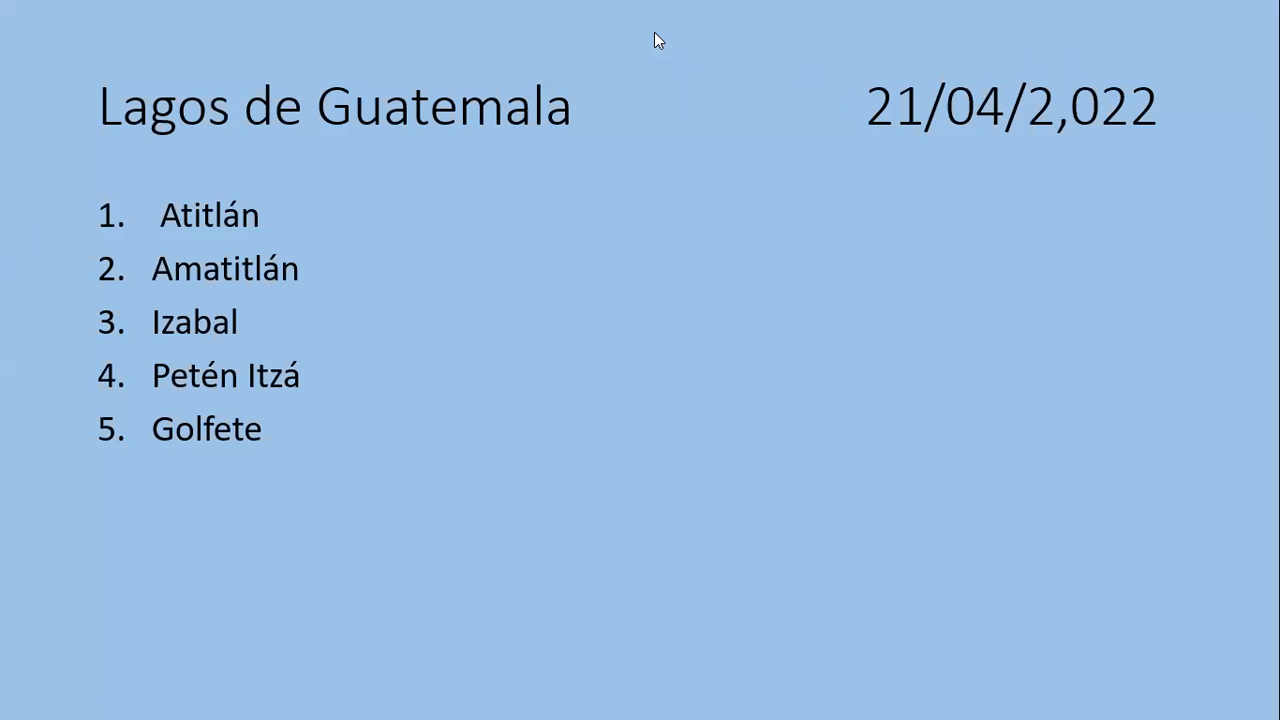 Lagos de Guatemala 21/04/2,022
1. Atitlán
2. Amatitlán
3. Izabal
4. Petén Itzá
5. Golfete